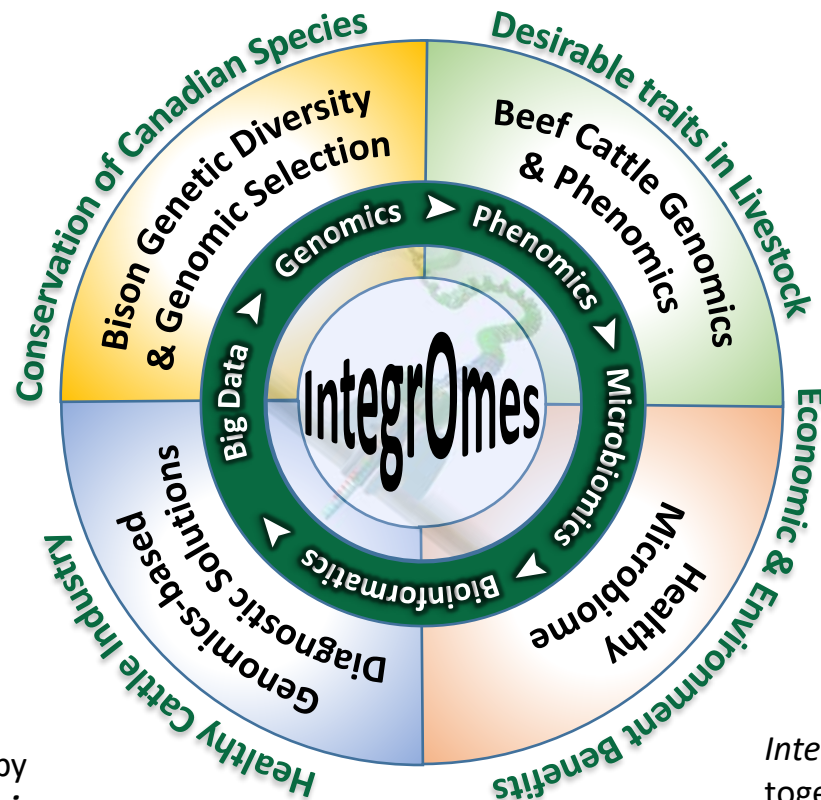 Conservation of Canadian Species
Desirable traits in Livestock
Bison Genetic Diversity
& Genomic Selection
Beef Cattle Genomics
& Phenomics
Genomics
Phenomics
Microbiomics
Bioinformatics
Big Data
IntegrOmes
Economic & Environment Benefits
Healthy
Microbiome
Genomics-based
Diagnostic Solutions
Healthy Cattle Industry
by
Inte
toge